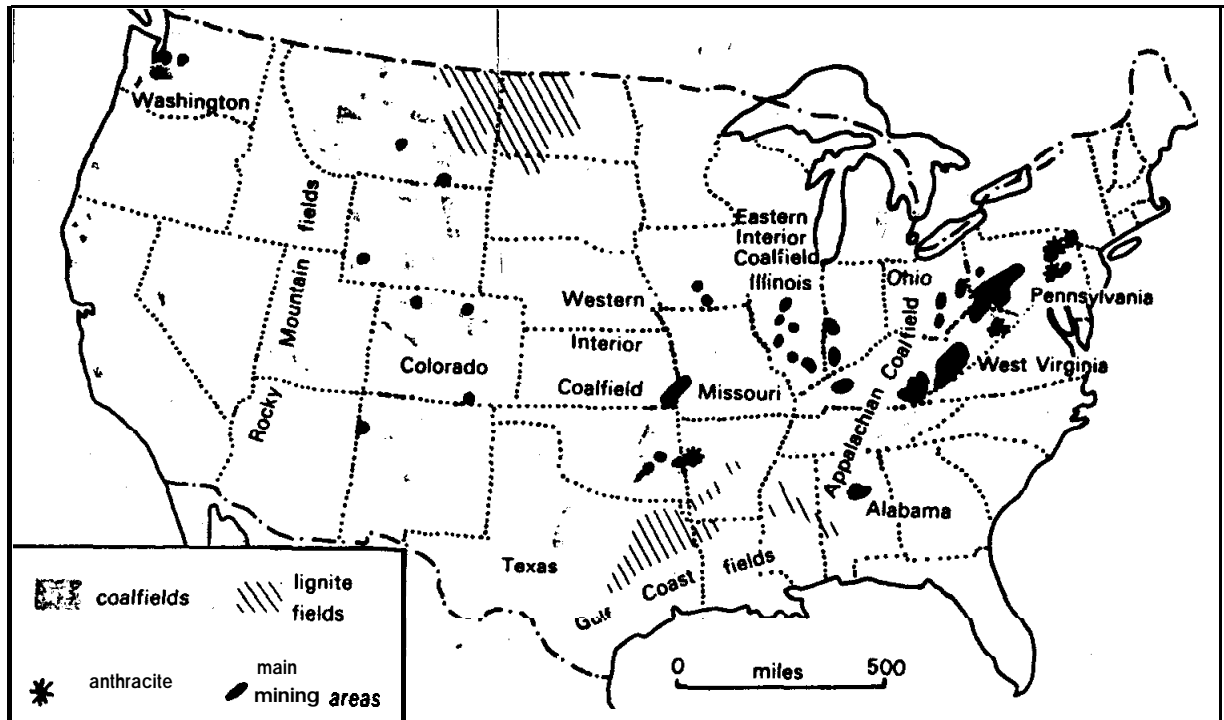 Washington
Rocky
Mountain
fields
Colorado
Western
Interior
Coalfield
Missouri
Eastern
Interior
Coalfield
Illinois
Ohio
Pennsylvania
West Virginia
Appalachian Coalfield
Alabama
Texas
Gulf Coast fields
coalfields
lignite
fields
anthracite
main
mining areas
0 miles 500